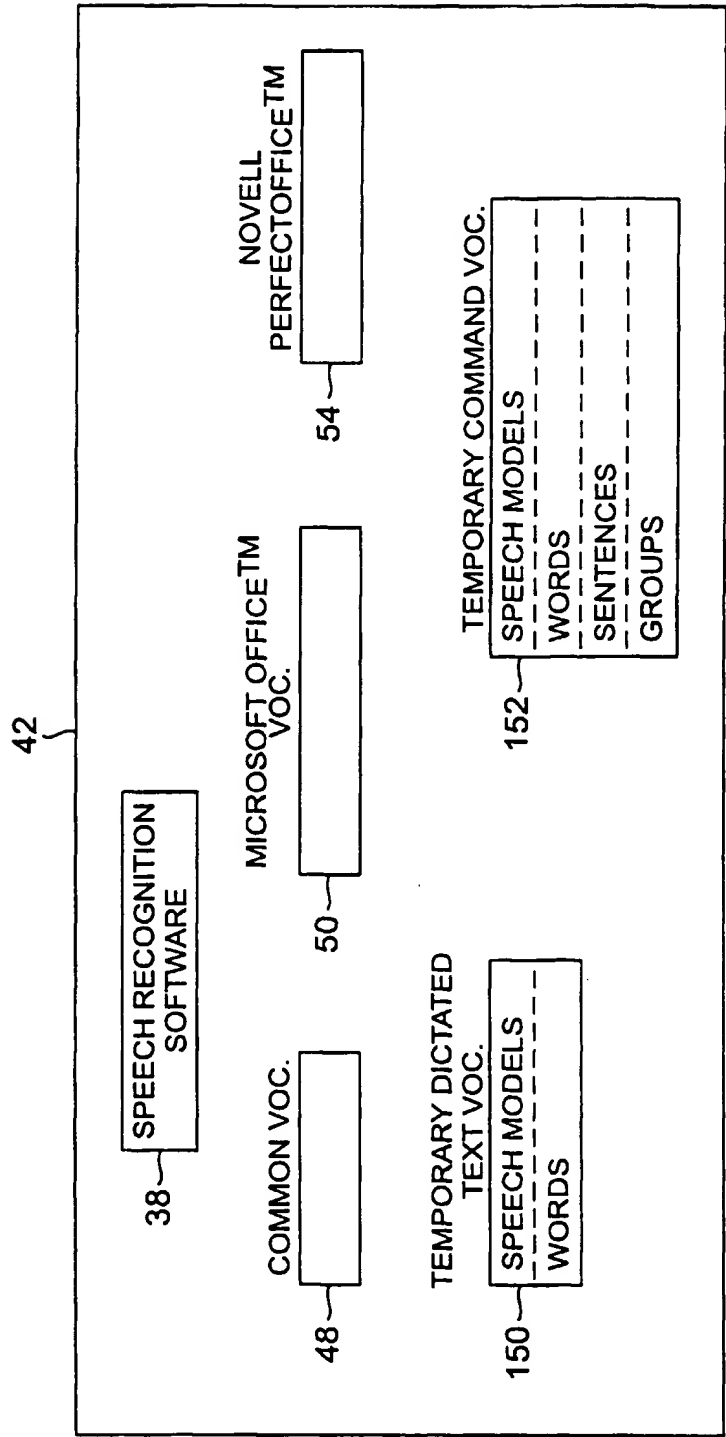 42
SPEECH RECOGNITION
SOFTWARE
38
COMMON VOC.
48
MICROSOFT OFFICE™
VOC.
50
NOVELL
PERFECTOFFICE™
54
TEMPORARY DICTATED
TEXT VOC.
SPEECH MODELS
WORDS
150
TEMPORARY COMMAND VOC.
SPEECH MODELS
WORDS
SENTENCES
GROUPS
152